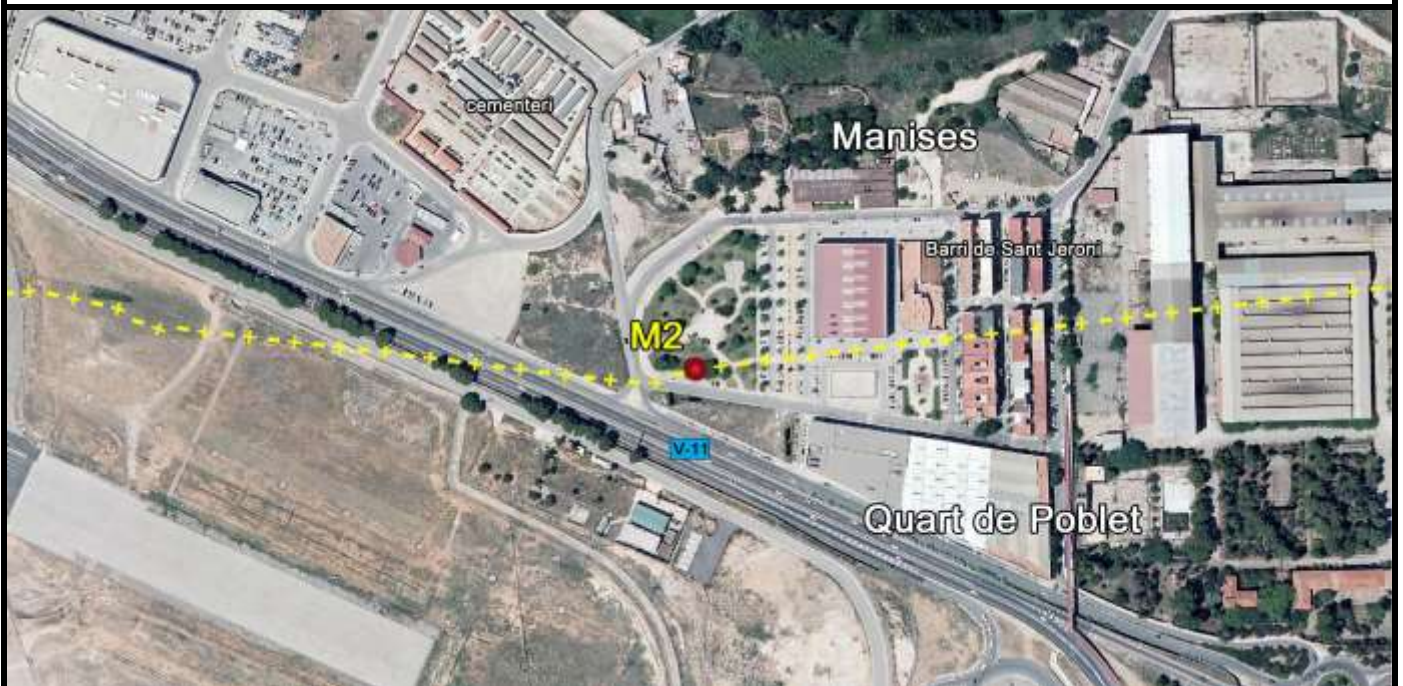 cementeri
Manises
Barri de Sant Jeroni
M2
V-11
Quart de Poblet